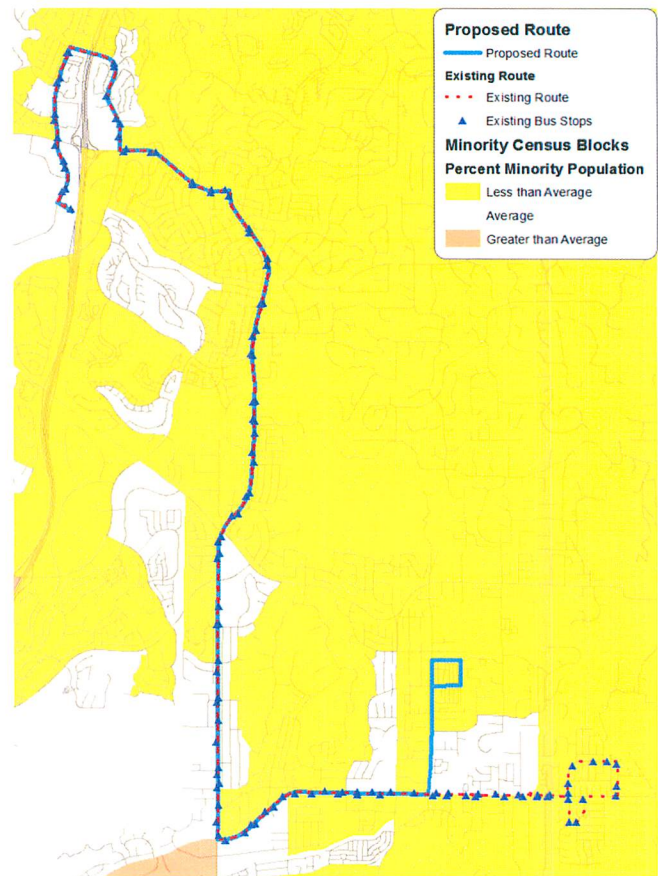 Proposed Route
Proposed Route
Existing Route
Existing Route
Existing Bus Stops
Minority Census Blocks
Percent Minority Population
Less than Average
Average
Greater than Average